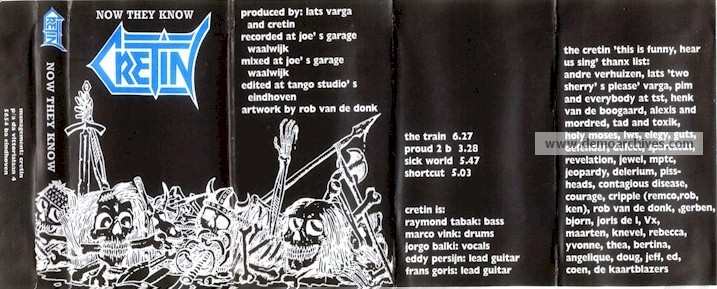 management: cretin
eindhoven
CRETIN
NOW THEY KNOW
NOW THEY KNOW
CRETIN
produced by: lats varga
and cretin
recorded at joe' s garage
waalwijk
mixed at joe' s garage
waalwijk
edited at tango studio' s
eindhoven
artwork by rob van de donk
the train 6.27
proud 2 b 3.28
sick world 5.47
shortcut 5.03
cretin is:
raymond tabak: bass
marco vink: drums
jorgo balki: vocals
eddy persijn: lead guitar
frans goris: lead guitar
the cretin 'this is funny, hear
us sing' thanx list:
andre verhuizen, lats 'two
sherry' s please' varga, pim
and everybody at tst, henk
van de boogaard, alexis and
mordred, tad and toxik,
holy moses, lws, elegy, guts,
www.demoarchives.com
revelation, jewel, mptc,
jeopardy, delerium, piss-
heads, contagious disease,
courage, cripple (remco,rob,
ken), rob van de donk, ,gerben,
bjorn, joris de l, Vx,
maarten, knevel, rebecca,
yvonne, thea, bertina,
angelique, doug, jeff, ed,
coen, de kaartblazers